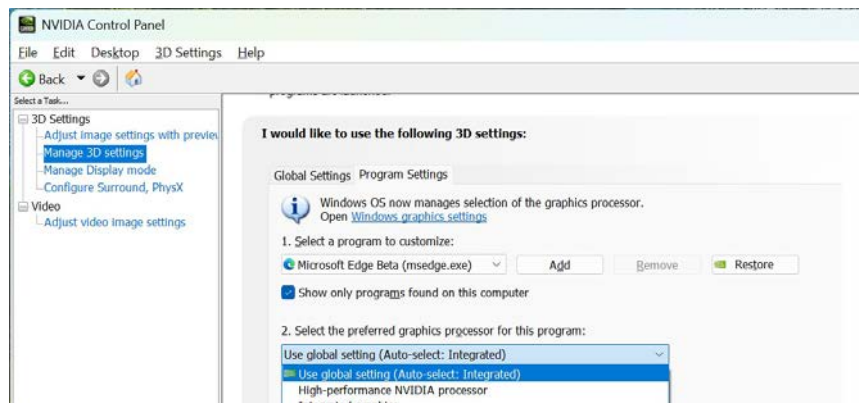 NVIDIA Control Panel
File Edit Desktop 3D Settings Help
Back
Select a Task...
3D Settings
Adjust image settings with preview
Manage 3D settings
Manage Display mode
Configure Surround, PhysX
Video
Adjust video image settings
I would like to use the following 3D settings:
Global Settings Program Settings
Windows OS now manages selection of the graphics processor.
Open Windows graphics settings
1. Select a program to customize:
Microsoft Edge Beta (msedge.exe) Add Remove Restore
Show only programs found on this computer
2. Select the preferred graphics processor for this program:
Use global setting (Auto-select: Integrated)
Use global setting (Auto-select: Integrated)
High-performance NVIDIA processor